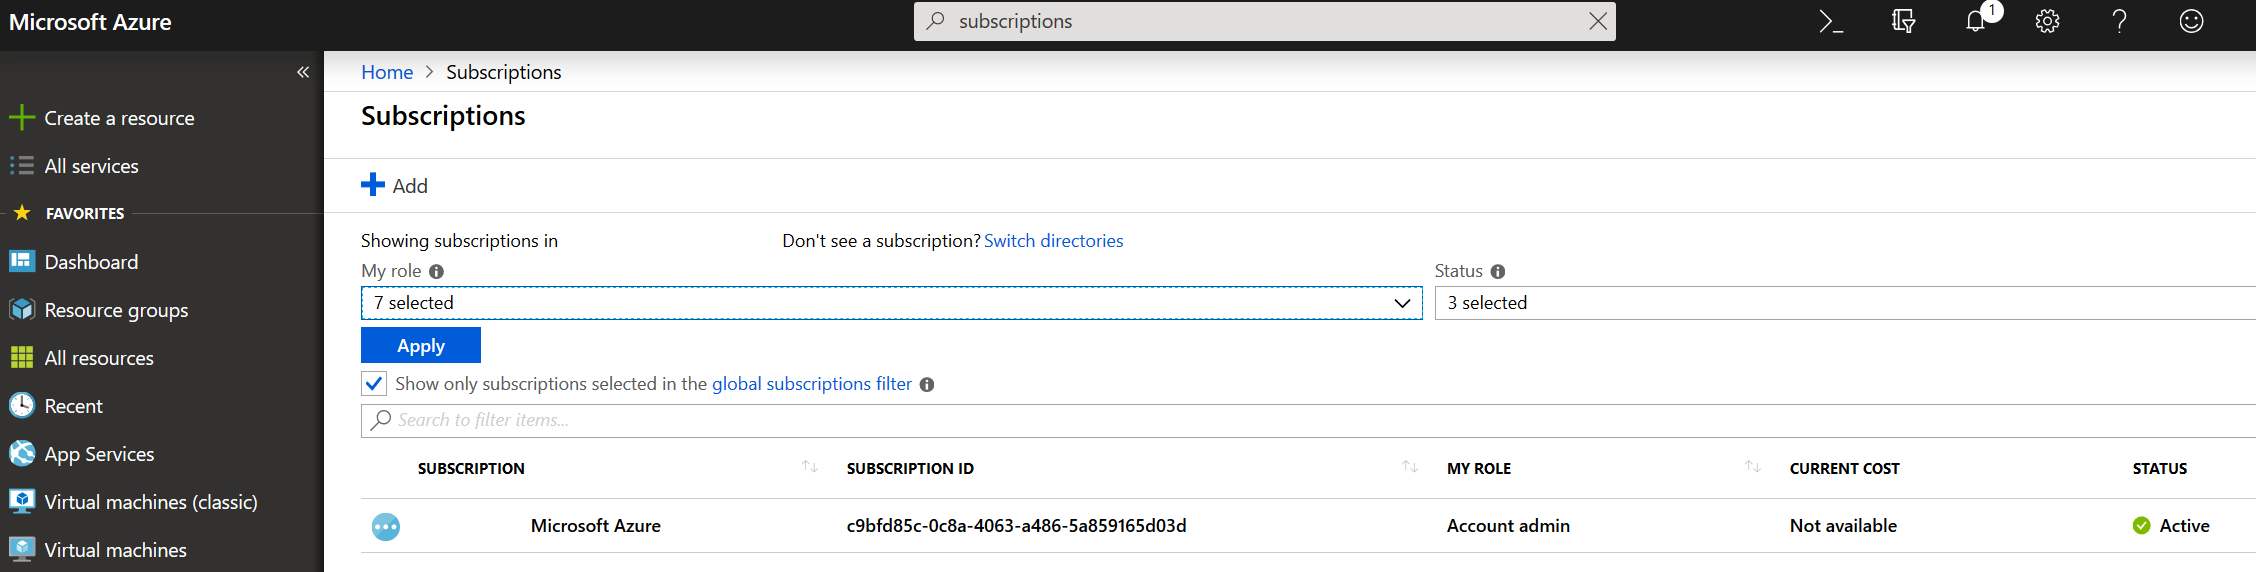 Microsoft Azure
subscriptions
1
Home > Subscriptions
Subscriptions
Add
Create a resource
All services
FAVORITES
Dashboard
Resource groups
All resources
Recent
App Services
Virtual machines (classic)
Virtual machines
Showing subscriptions in
Don't see a subscription? Switch directories
My role
Status
7 selected
3 selected
Apply
Show only subscriptions selected in the global subscriptions filter
Search to filter items...
SUBSCRIPTION SUBSCRIPTION ID MY ROLE CURRENT COST STATUS
Microsoft Azure c9bfd85c-0c8a-4063-a486-5a859165d03d Account admin Not available Active